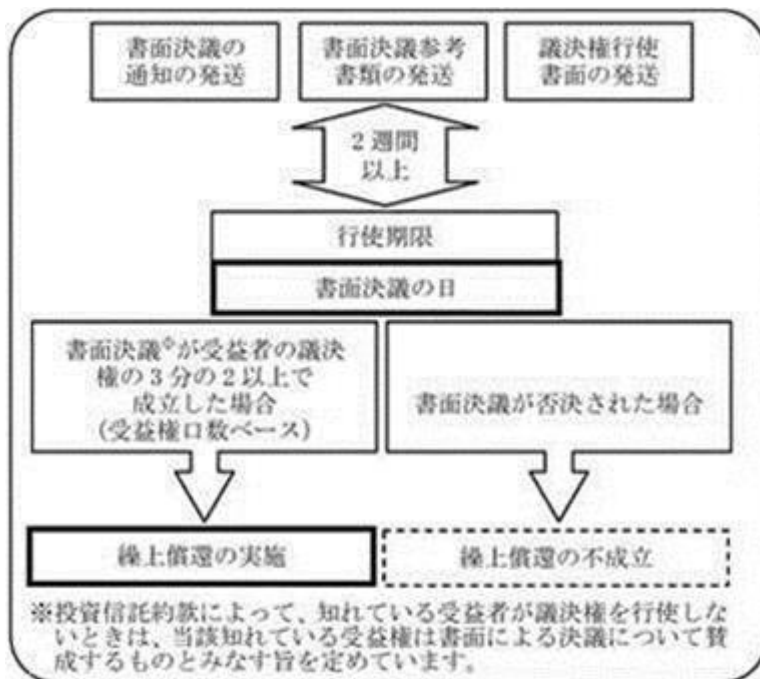 書面決議の
通知の発送
書面決議参考
書類の発送
議決権行使
書面の発送
2週間
以上
行使期限
書面決議の日
書面決議※が受益者の議決
権の3分の2以上で
成立した場合
(受益権口数ベース)
書面決議が否決された場合
繰上償還の実施
繰上償還の不成立
※投資信託約款によって、知れている受益者が議決権を行使しな
いときは、当該知れている受益権は書面による決議について賛
成するものとみなす旨を定めています。